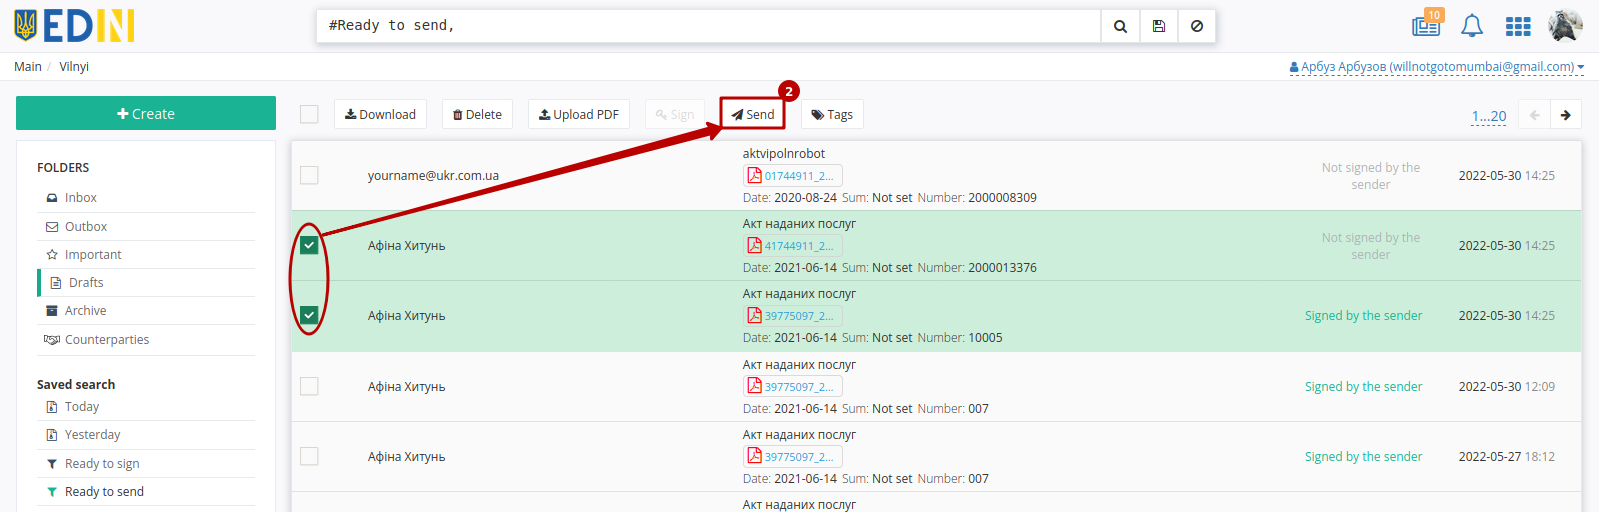 EDIN
#Ready to send,
10
Main / Vilnyi
Арбуз Арбузов (willnotgotomumbai@gmail.com)
Create
Download
Delete
Upload PDF
Sign
Send
2
Tags
1...20
FOLDERS
Inbox
Outbox
Important
Drafts
Archive
Counterparties
Saved search
Today
Yesterday
Ready to sign
Ready to send
yourname@ukr.com.ua
aktvipolnrobot
01744911_2...
Date: 2020-08-24 Sum: Not set Number: 2000008309
Not signed by the
sender
2022-05-30 14:25
Афіна Хитунь
Акт наданих послуг
41744911_2...
Date: 2021-06-14 Sum: Not set Number: 2000013376
Not signed by the
sender
2022-05-30 14:25
Афіна Хитунь
Акт наданих послуг
39775097_2...
Date: 2021-06-14 Sum: Not set Number: 10005
Signed by the sender
2022-05-30 14:25
Афіна Хитунь
Акт наданих послуг
39775097_2...
Date: 2021-06-14 Sum: Not set Number: 007
Signed by the sender
2022-05-30 12:09
Афіна Хитунь
Акт наданих послуг
39775097_2...
Date: 2021-06-14 Sum: Not set Number: 007
Signed by the sender
2022-05-27 18:12
Акт наданих послуг